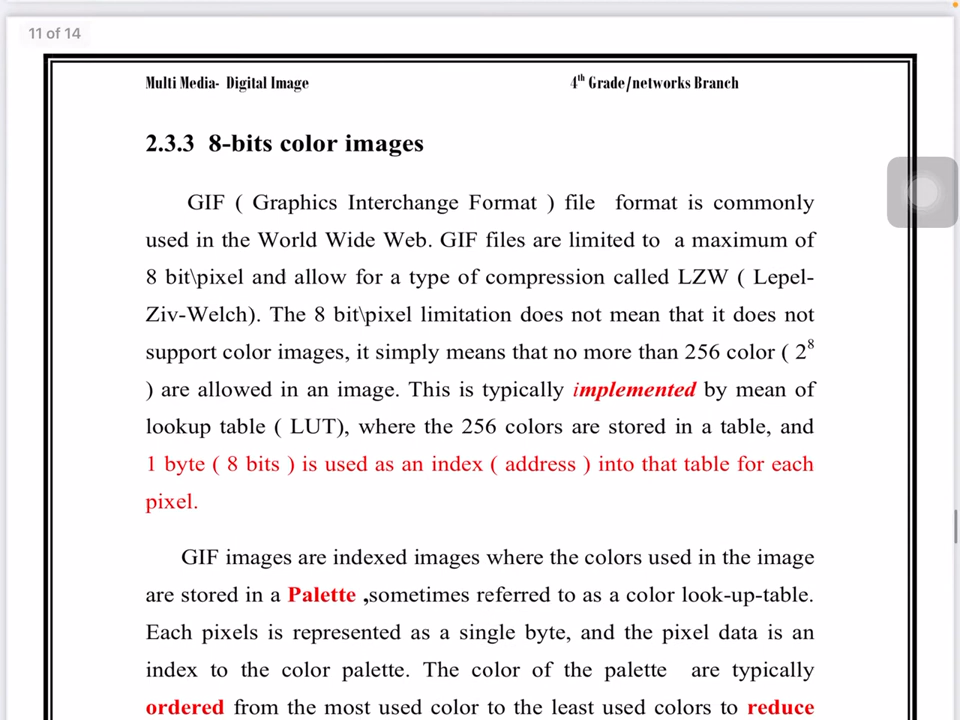 11 of 14
Multi Media- Digital Image 4th Grade/networks Branch
2.3.3 8-bits color images
GIF ( Graphics Interchange Format ) file format is commonly
used in the World Wide Web. GIF files are limited to a maximum of
8 bit\pixel and allow for a type of compression called LZW ( Lepel-
Ziv-Welch). The 8 bit\pixel limitation does not mean that it does not
support color images, it simply means that no more than 256 color ( 2⁸
) are allowed in an image. This is typically implemented by mean of
lookup table ( LUT), where the 256 colors are stored in a table, and
1 byte ( 8 bits ) is used as an index ( address ) into that table for each
pixel.
GIF images are indexed images where the colors used in the image
are stored in a Palette ,sometimes referred to as a color look-up-table.
Each pixels is represented as a single byte, and the pixel data is an
index to the color palette. The color of the palette are typically
ordered from the most used color to the least used colors to reduce